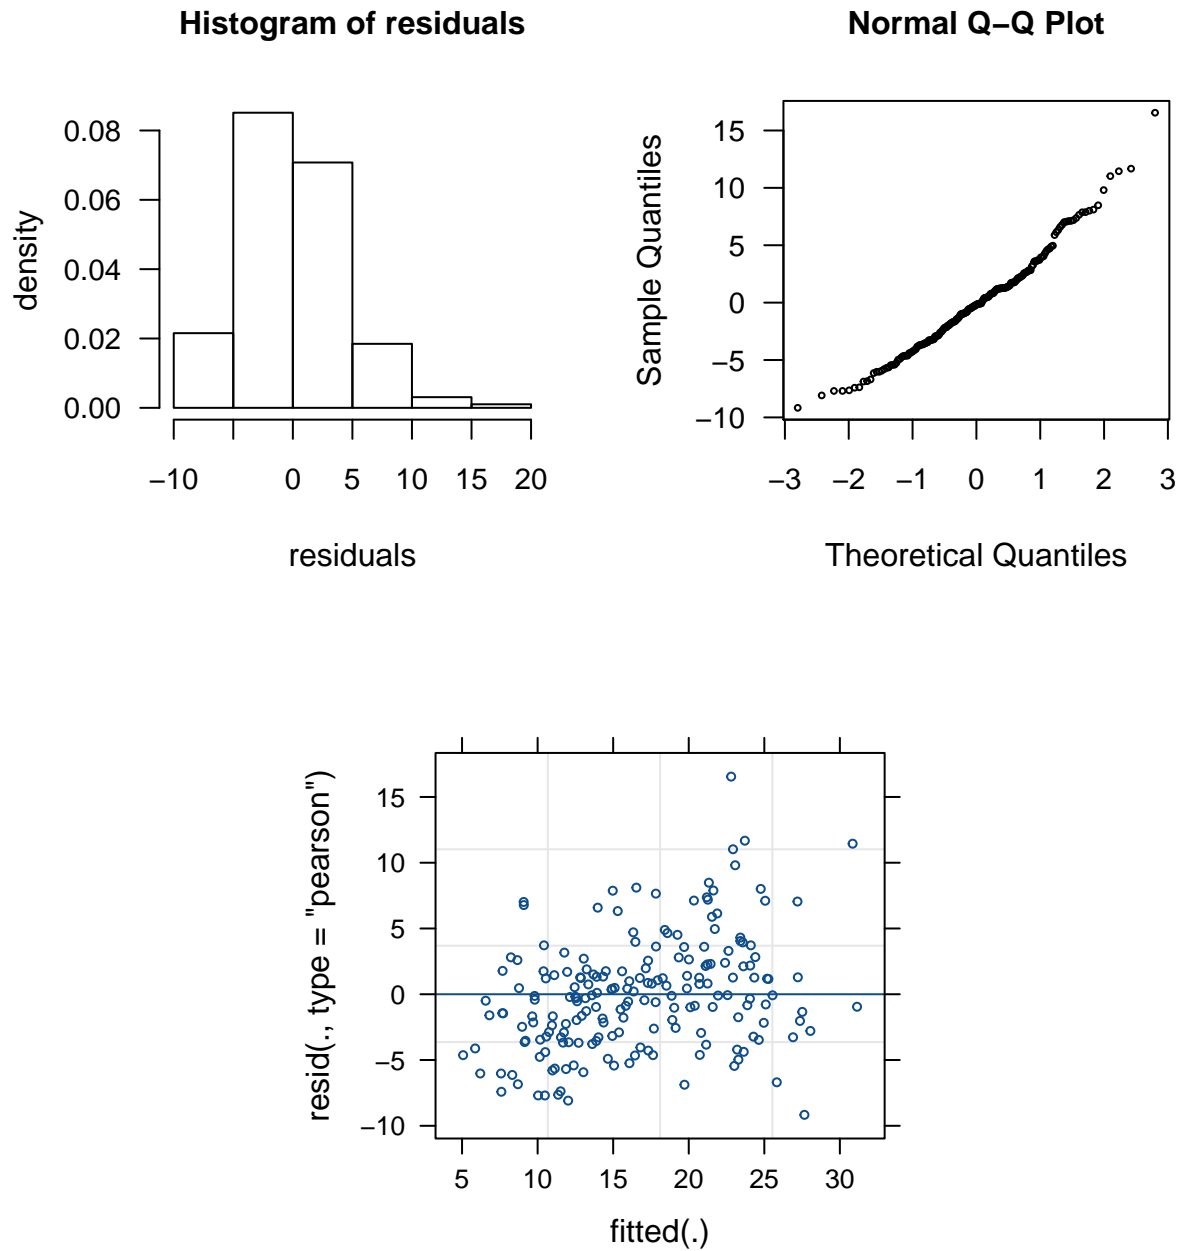 Histogram of residuals
density
0.08
0.06
0.04
0.02
0.00
−10 0 5 10 15 20
residuals
Normal Q−Q Plot
Sample Quantiles
15
10
5
0
−5
−10
−3 −2 −1 0 1 2 3
Theoretical Quantiles
resid(., type = "pearson")
15
10
5
0
−5
−10
5 10 15 20 25 30
fitted(.)